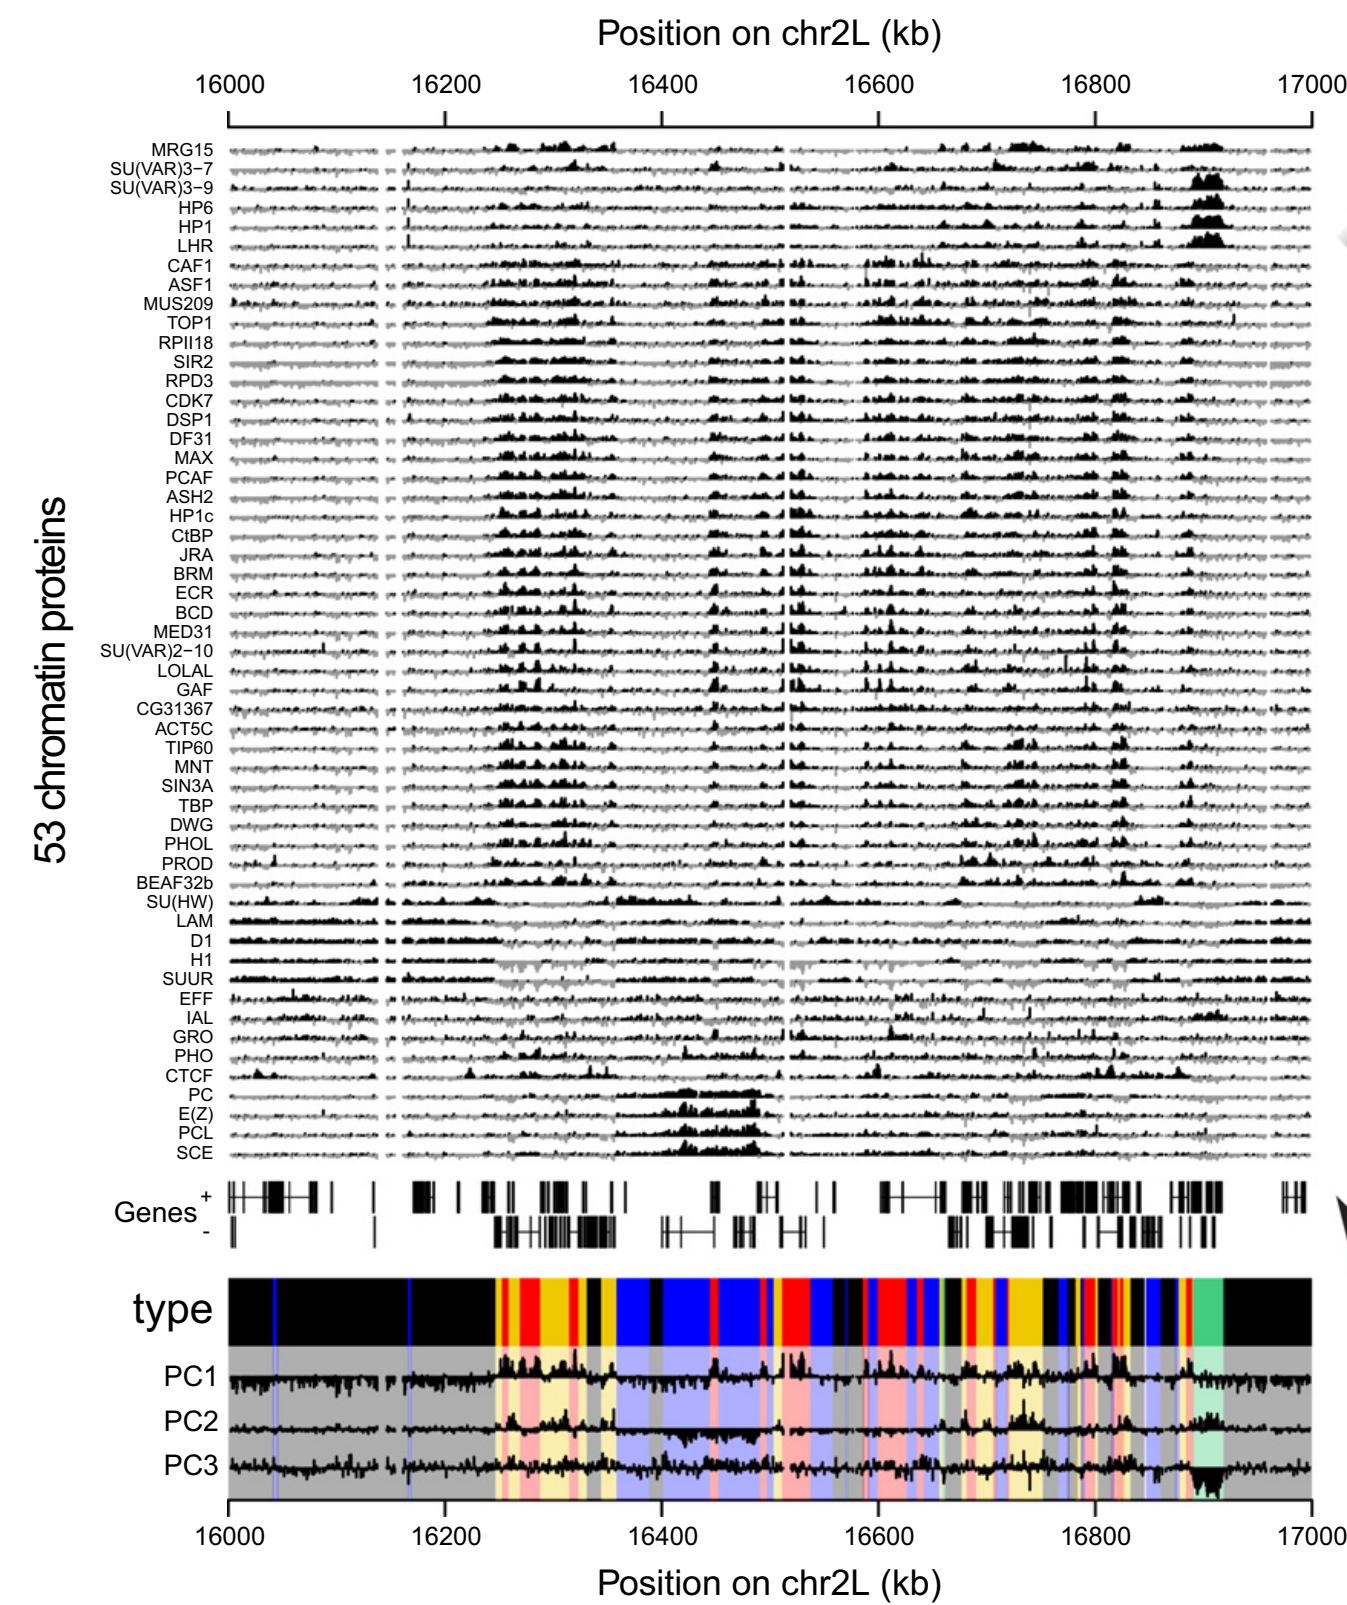 Position on chr2L (kb)
16000 16200 16400 16600 16800 17000
53 chromatin proteins
MRG15
SU(VAR)3−7
SU(VAR)3−9
HP6
HP1
LHR
CAF1
ASF1
MUS209
TOP1
RPII18
SIR2
RPD3
CDK7
DSP1
DF31
MAX
PCAF
ASH2
HP1c
CtBP
JRA
BRM
ECR
BCD
MED31
SU(VAR)2−10
LOLAL
GAF
CG31367
ACT5C
TIP60
MNT
SIN3A
TBP
DWG
PHOL
PROD
BEAF32b
SU(HW)
LAM
D1
H1
SUUR
EFF
IAL
GRO
PHO
CTCF
PC
E(Z)
PCL
SCE
Genes +
-
type
PC1
PC2
PC3
16000 16200 16400 16600 16800 17000
Position on chr2L (kb)